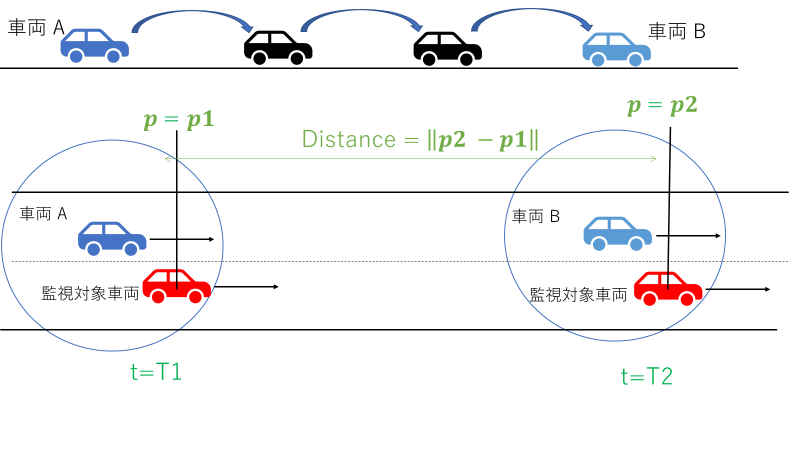 車両 A
車両 B
p = p1
p = p2
Distance = ‖p2 − p1‖
車両 A
車両 B
監視対象車両
監視対象車両
t=T1
t=T2